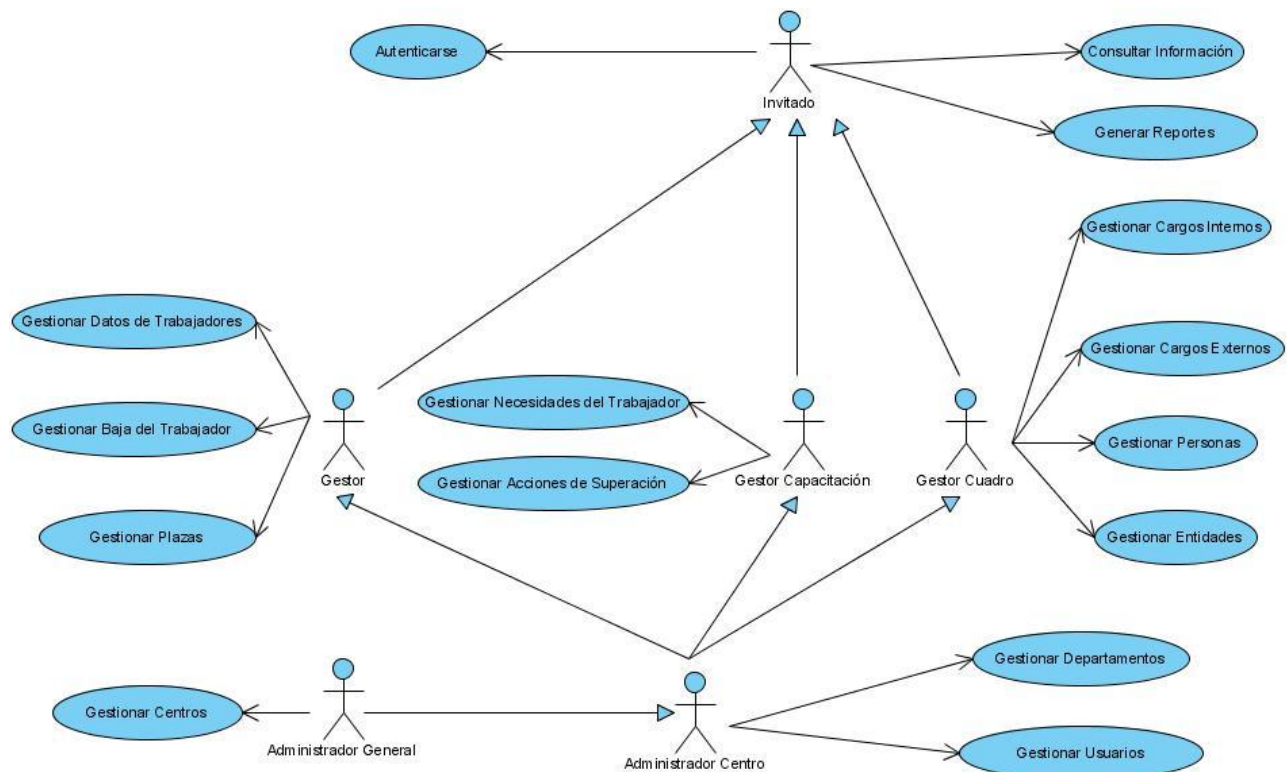 Autenticarse
Consultar Información
Invitado
Generar Reportes
Gestionar Cargos Internos
Gestionar Datos de Trabajadores
Gestionar Cargos Externos
Gestionar Necesidades del Trabajador
Gestionar Baja del Trabajador
Gestionar Personas
Gestor
Gestor Capacitación
Gestor Cuadro
Gestionar Acciones de Superación
Gestionar Plazas
Gestionar Entidades
Gestionar Departamentos
Gestionar Centros
Administrador General
Gestionar Usuarios
Administrador Centro